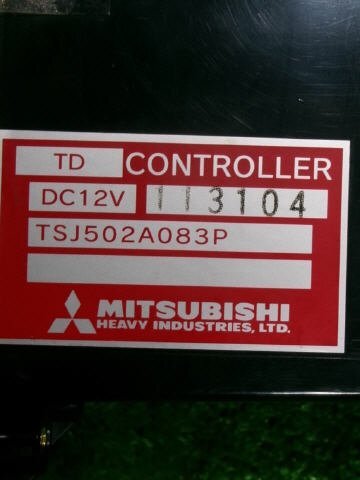 TD CONTROLLER
DC12V 113104
TSJ502A083P
MITSUBISHI
HEAVY INDUSTRIES, LTD.